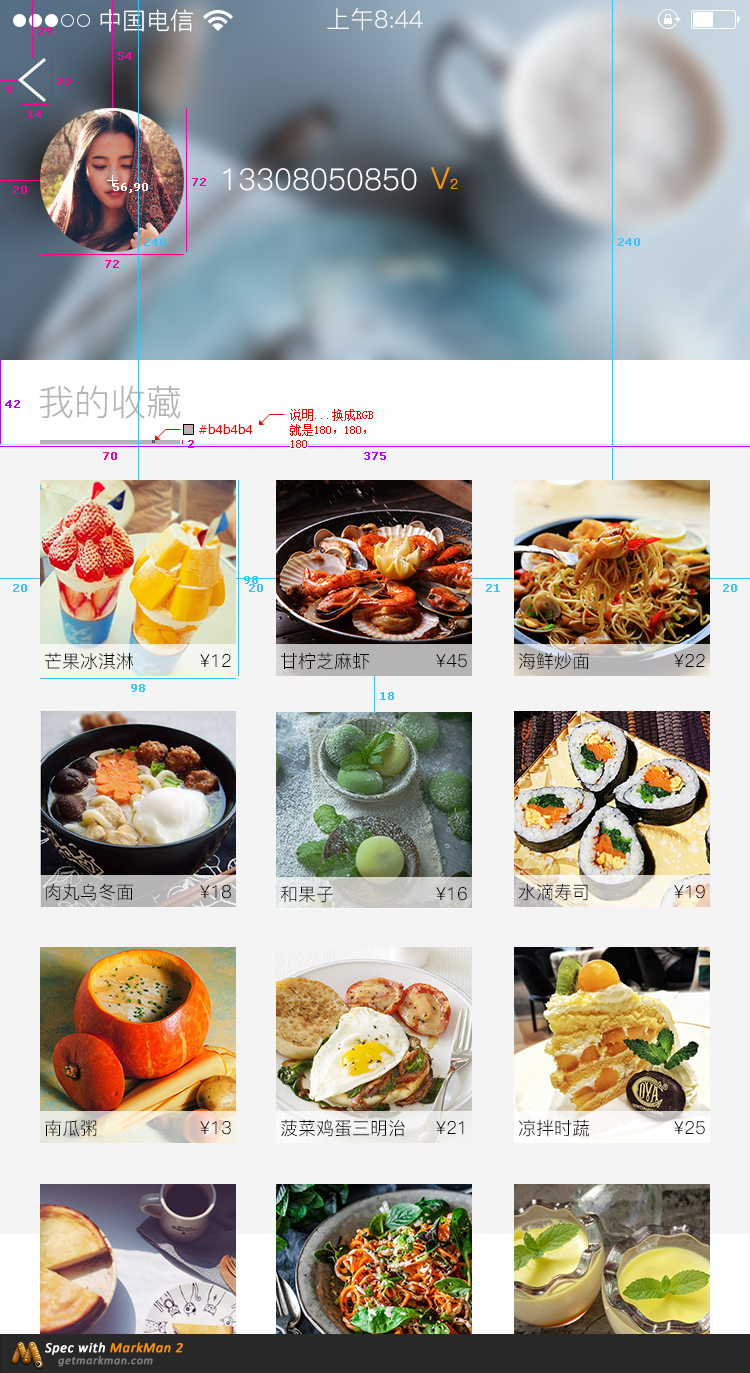 中国电信 上午8:44
29
54
9 22
14
56,90
20 72 13308050850 V2
240 240
72
42 我的收藏
#b4b4b4 说明...换成RGB
就是180，180，
180
2
70 375
20 98 20 21 20
芒果冰淇淋 ¥12 甘柠芝麻虾 ¥45 海鲜炒面 ¥22
98 18
肉丸乌冬面 ¥18 和果子 ¥16 水滴寿司 ¥19
OYA
南瓜粥 ¥13 菠菜鸡蛋三明治 ¥21 凉拌时蔬 ¥25
Spec with MarkMan 2
getmarkman.com